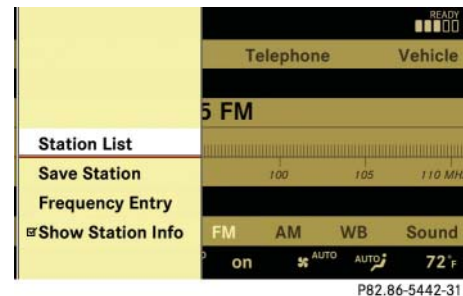 READY
Telephone Vehicle
5 FM
Station List
Save Station 100 105 110 MH
Frequency Entry
Show Station Info FM AM WB Sound
on AUTO AUTO 72°F
P82.86-5442-31